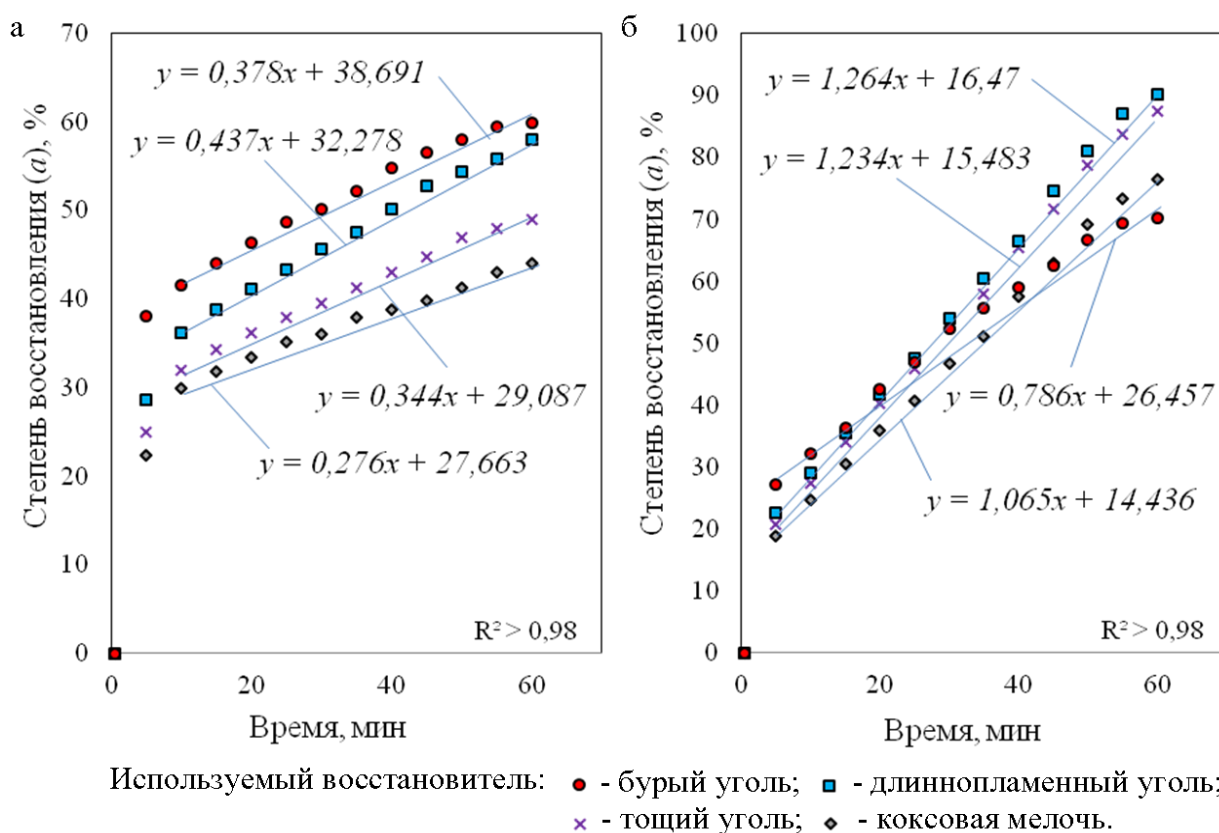 а
Степень восстановления (а), %
70
60
50
40
30
20
10
0
y = 0,378x + 38,691
y = 0,437x + 32,278
y = 0,344x + 29,087
y = 0,276x + 27,663
R² > 0,98
0 20 40 60
Время, мин
б
Степень восстановления (а), %
100
90
80
70
60
50
40
30
20
10
0
y = 1,264x + 16,47
y = 1,234x + 15,483
y = 0,786x + 26,457
y = 1,065x + 14,436
R² > 0,98
0 20 40 60
Время, мин
Используемый восстановитель: - бурый уголь; - длиннопламенный уголь;
- тощий уголь; - коксовая мелочь.